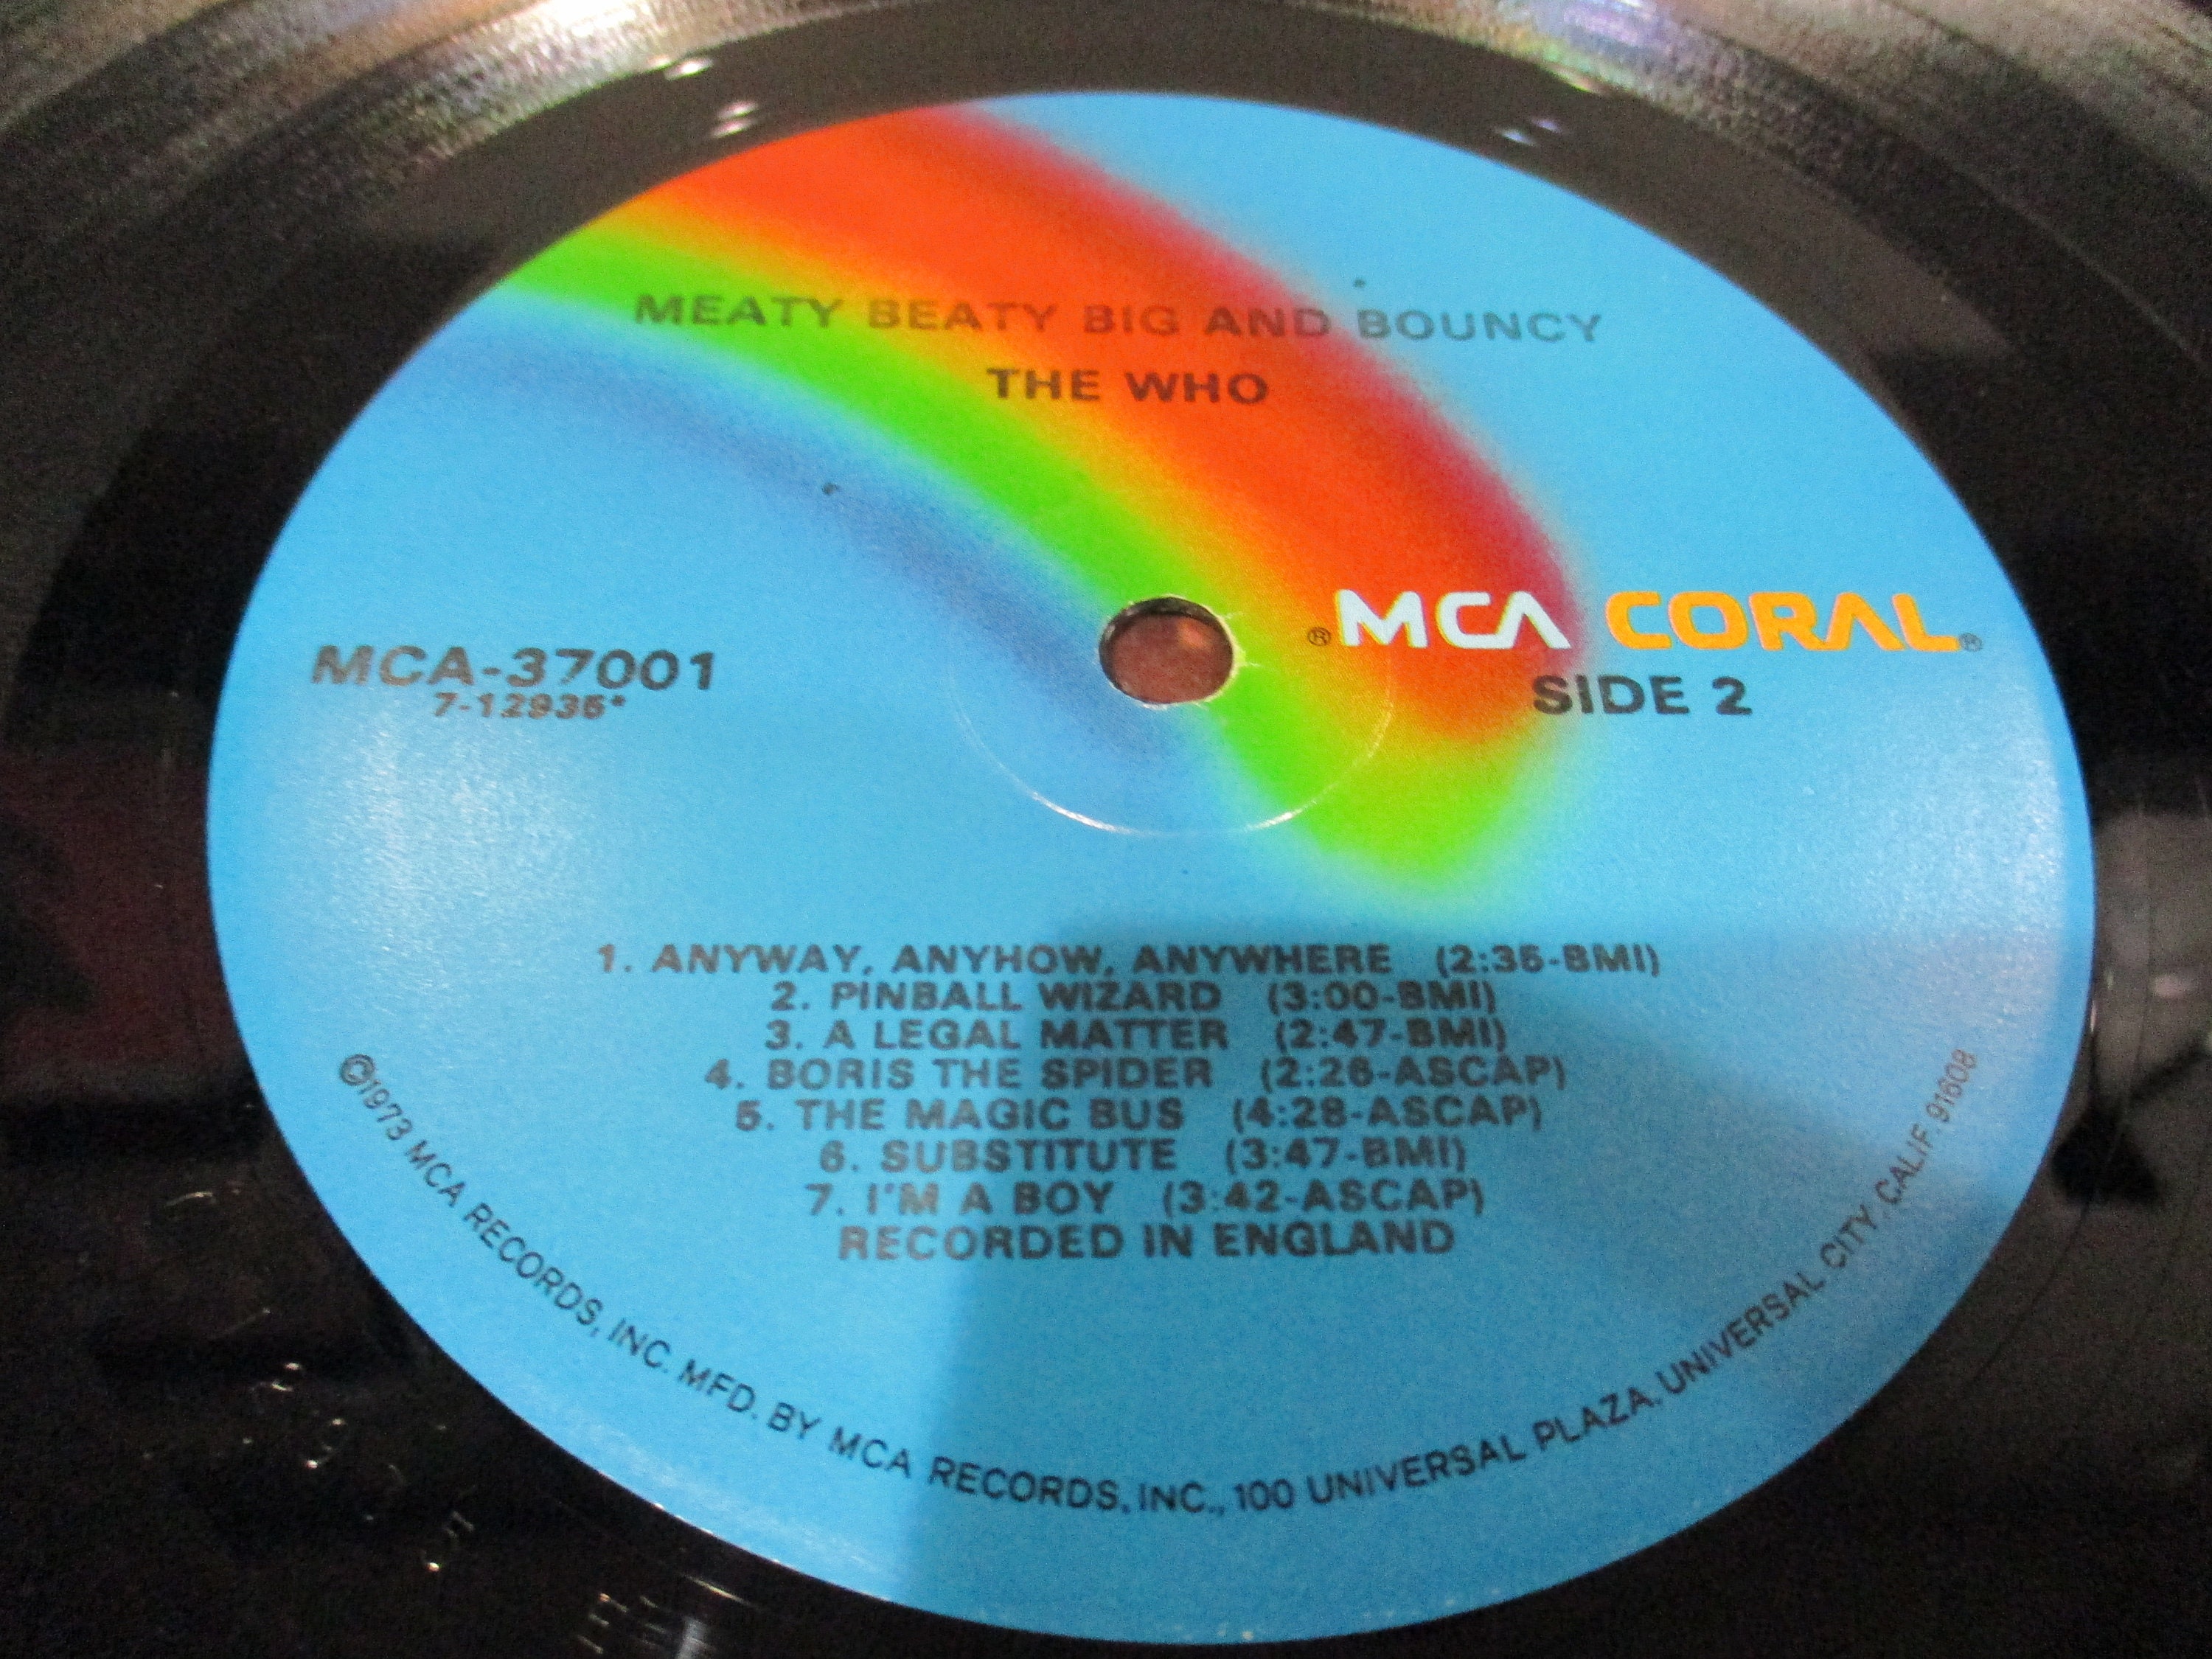 MEATY BEATY BIG AND BOUNCY
THE WHO
®MCA CORAL®
MCA-37001
7-12935*
SIDE 2
1. ANYWAY, ANYHOW, ANYWHERE (2:35-BMI)
2. PINBALL WIZARD (3:00-BMI)
3. A LEGAL MATTER (2:47-BMI)
4. BORIS THE SPIDER (2:26-ASCAP)
5. THE MAGIC BUS (4:28-ASCAP)
6. SUBSTITUTE (3:47-BMI)
7. I'M A BOY (3:42-ASCAP)
RECORDED IN ENGLAND
©1973 MCA RECORDS, INC. MFD. BY MCA RECORDS, INC., 100 UNIVERSAL PLAZA, UNIVERSAL CITY, CALIF. 91608